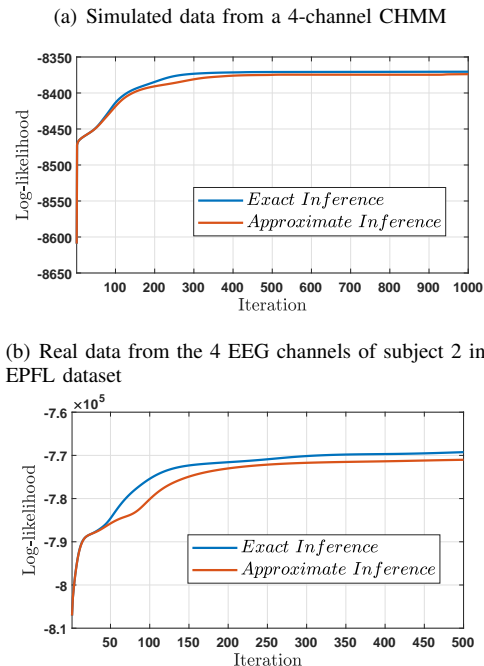 (a) Simulated data from a 4-channel CHMM
-8350
-8400
-8450
-8500
-8550
-8600
-8650
Log-likelihood
Exact Inference
Approximate Inference
100 200 300 400 500 600 700 800 900 1000
Iteration
(b) Real data from the 4 EEG channels of subject 2 in
EPFL dataset
×10⁵
-7.6
-7.7
-7.8
-7.9
-8
-8.1
Log-likelihood
Exact Inference
Approximate Inference
50 100 150 200 250 300 350 400 450 500
Iteration